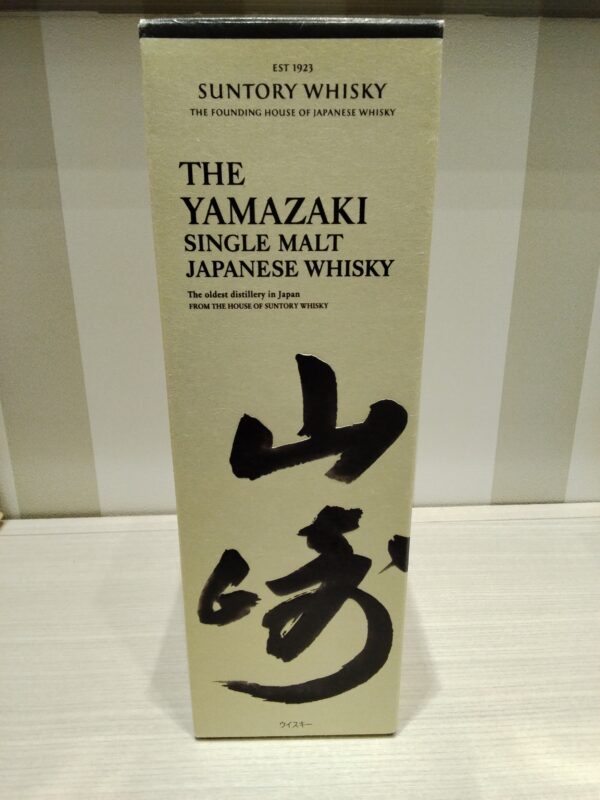 EST 1923
SUNTORY WHISKY
THE FOUNDING HOUSE OF JAPANESE WHISKY
THE
YAMAZAKI
SINGLE MALT
JAPANESE WHISKY
The oldest distillery in Japan
FROM THE HOUSE OF SUNTORY WHISKY
山
崎
ウイスキー